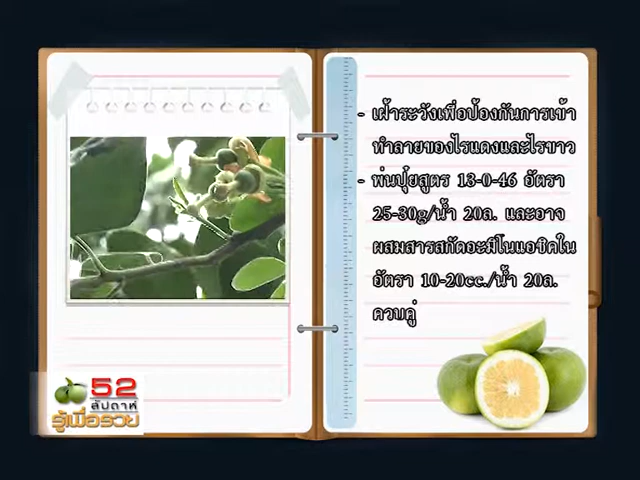 - เฝ้าระวังเพื่อป้องกันการเข้า
ทำลายของไรแดงและไรขาว
- พ่นปุ๋ยสูตร 13-0-46 อัตรา
25-30g/น้ำ 20ล. และอาจ
ผสมสารสกัดอะมิโนแอซิคใน
อัตรา 10-20cc./น้ำ 20ล.
ควบคู่
52
สัปดาห์
รู้เพื่อรวย